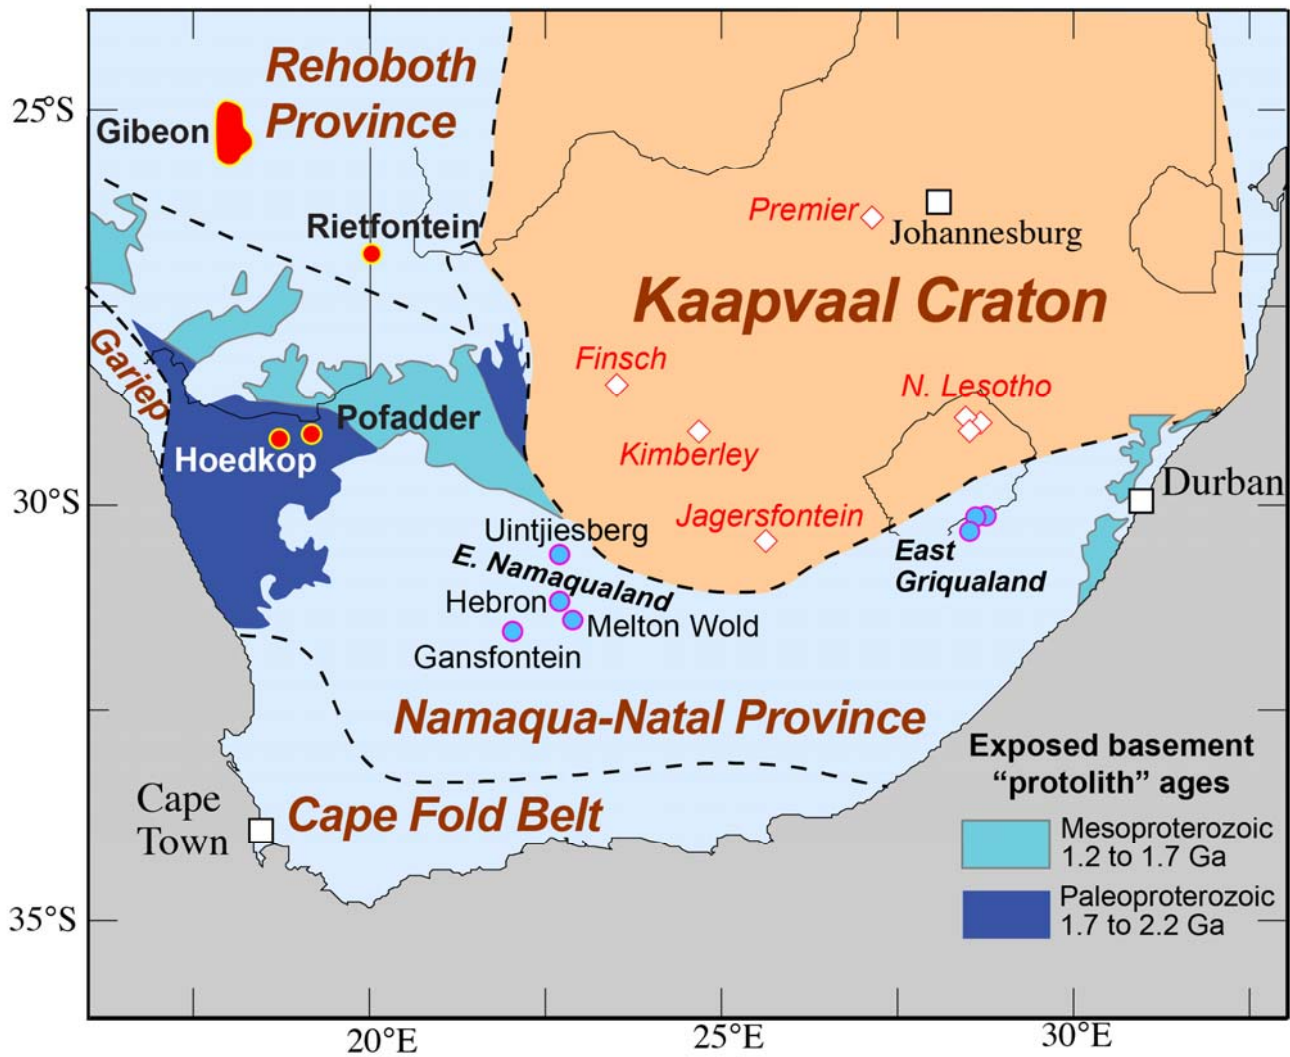 Rehoboth
Province
25°S
Gibeon
Rietfontein
Premier
Johannesburg
Kaapvaal Craton
Gariep
Finsch
N. Lesotho
Pofadder
Kimberley
Hoedkop
30°S
Durban
Jagersfontein
Uintjiesberg
E. Namaqualand
East
Griqualand
Hebron
Melton Wold
Gansfontein
Namaqua-Natal Province
Exposed basement
“protolith” ages
Cape
Town
Cape Fold Belt
Mesoproterozoic
1.2 to 1.7 Ga
Paleoproterozoic
1.7 to 2.2 Ga
35°S
20°E
25°E
30°E